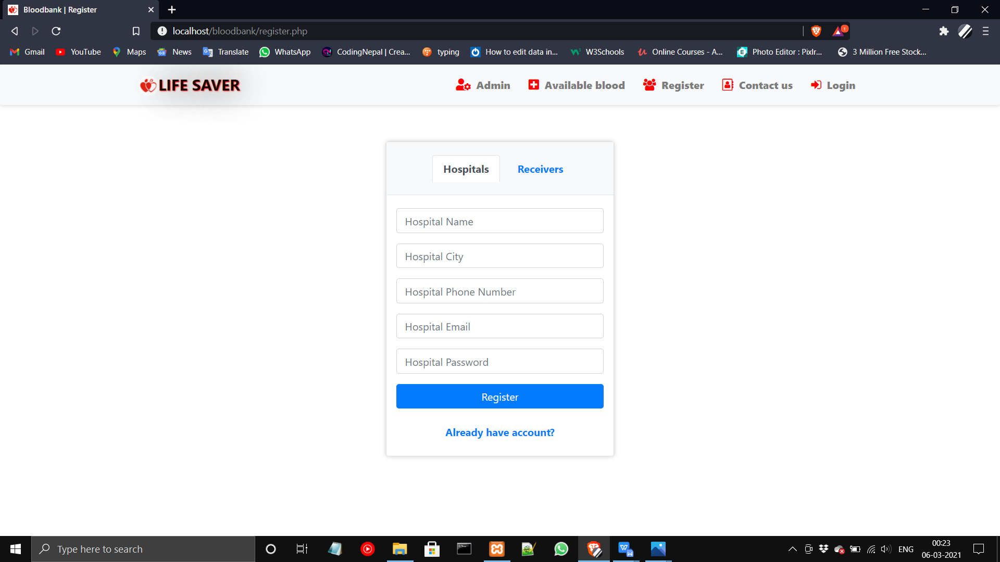 Bloodbank | Register
localhost/bloodbank/register.php
1
Gmail YouTube Maps News Translate WhatsApp CodingNepal | Crea... typing How to edit data in... W3Schools Online Courses - A... Photo Editor : Pixlr... 3 Million Free Stock...
LIFE SAVER Admin Available blood Register Contact us Login
Hospitals Receivers
Hospital Name
Hospital City
Hospital Phone Number
Hospital Email
Hospital Password
Register
Already have account?
Type here to search
ENG
00:23
06-03-2021